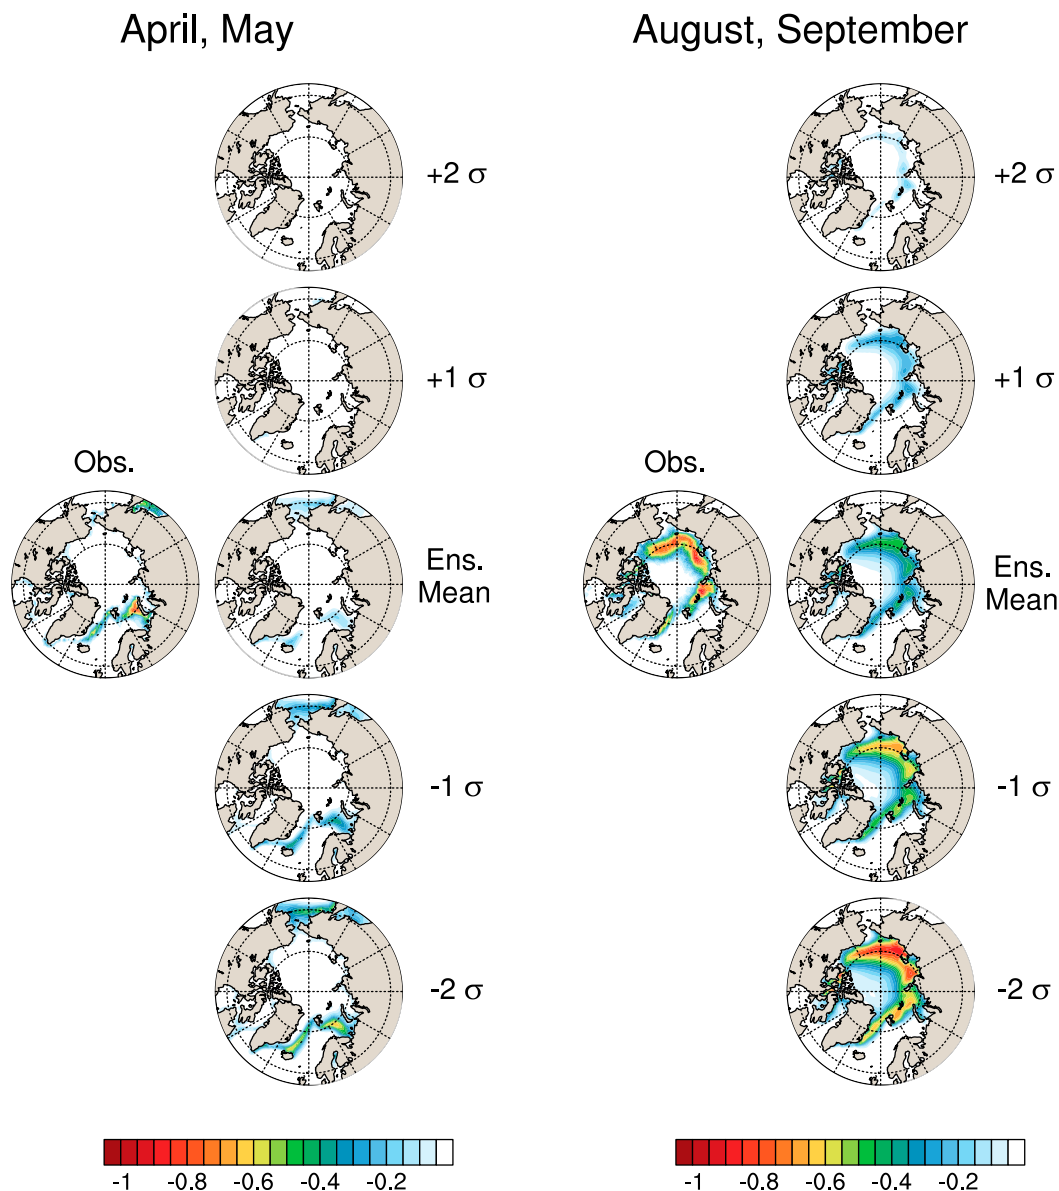 April, May
August, September
+2 σ
+2 σ
+1 σ
+1 σ
Obs.
Obs.
Ens.
Mean
Ens.
Mean
-1 σ
-1 σ
-2 σ
-2 σ
-1 -0.8 -0.6 -0.4 -0.2
-1 -0.8 -0.6 -0.4 -0.2